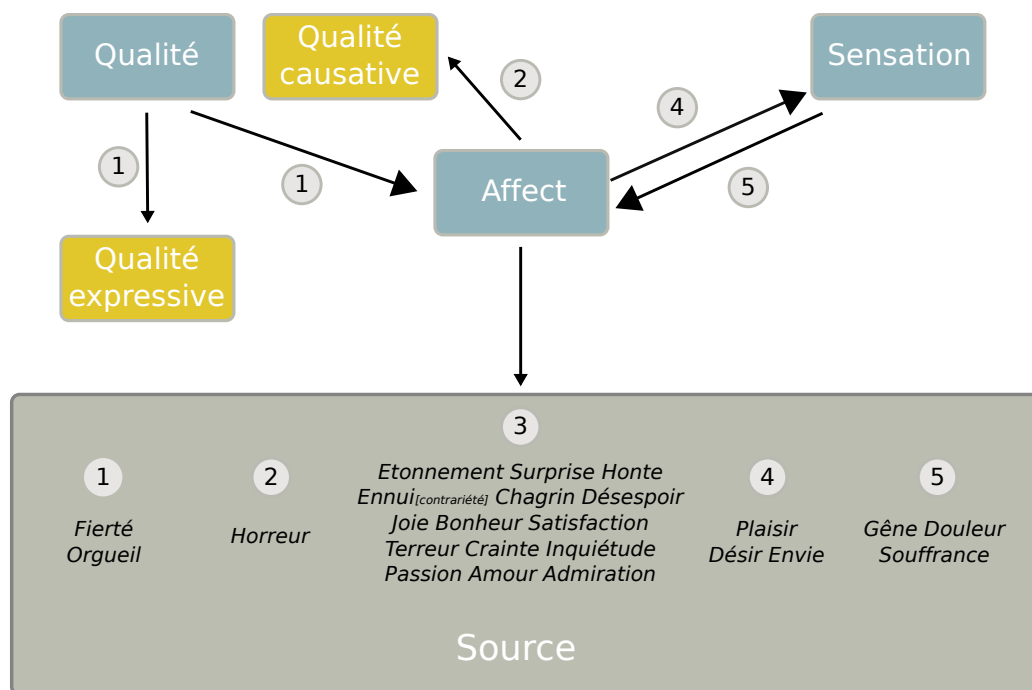 Qualité
Qualité
causative
Sensation
2
4
1
1
5
Affect
Qualité
expressive
3
1
2
4
5
Etonnement Surprise Honte
Ennui[contrariété] Chagrin Désespoir
Joie Bonheur Satisfaction
Terreur Crainte Inquiétude
Passion Amour Admiration
Fierté
Orgueil
Horreur
Plaisir
Désir Envie
Gêne Douleur
Souffrance
Source